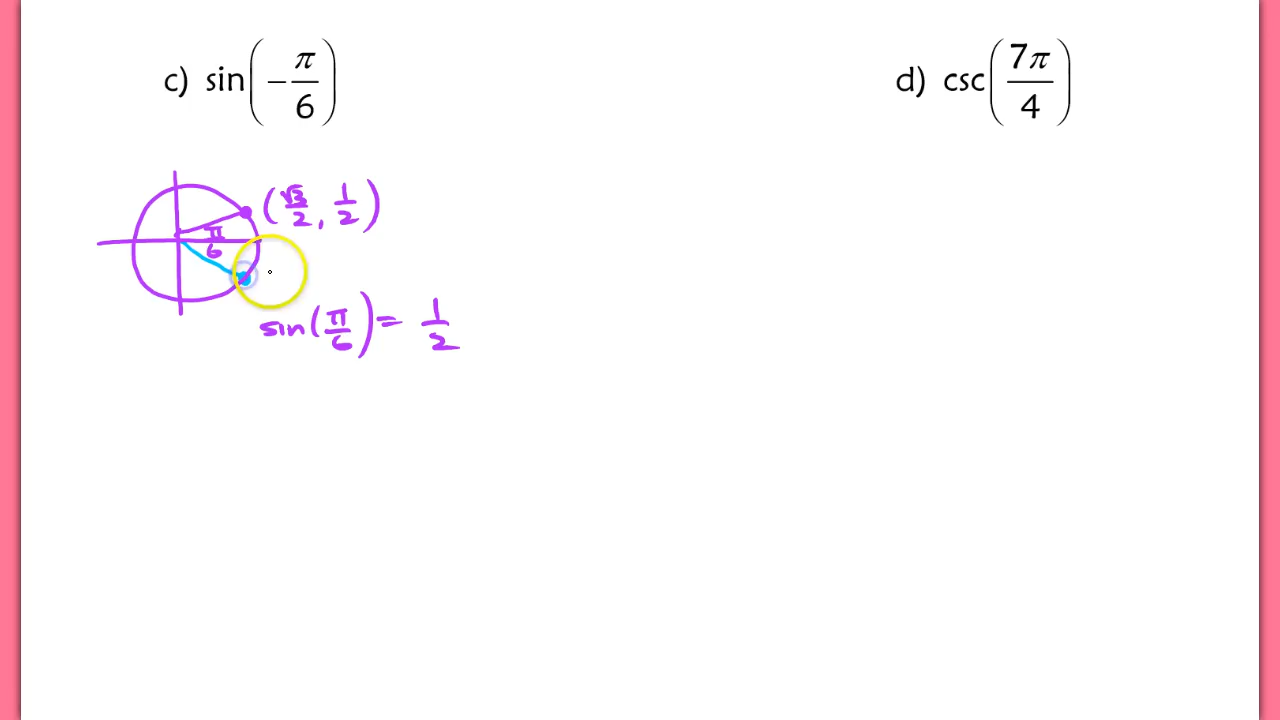 c) sin(-π/6)
d) csc(7π/4)
(√3/2, 1/2)
π/6
sin(π/6) = 1/2